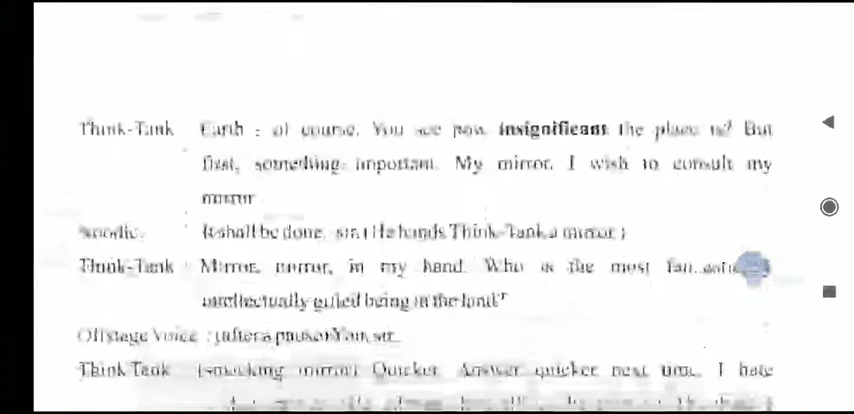 Think-Tank Earth : of course. You see how insignificant the place is? But
first, something important. My mirror. I wish to consult my
mirror
Noodle. : It shall be done, sir. (He hands Think-Tank a mirror.)
Think-Tank : Mirror, mirror, in my hand. Who is the most
intellectually gifted being in the land?
Offstage Voice : (after a pause) You, sir.
Think Tank (smacking mirror) Quicker. Answer quicker next time. I hate